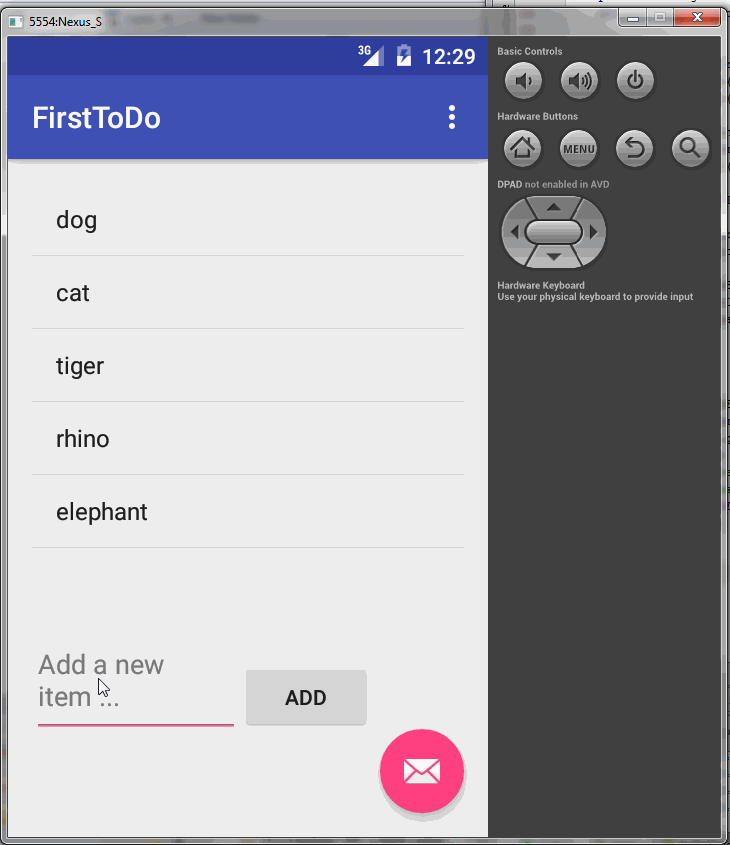 5554:Nexus_S
3G 12:29
FirstToDo
dog
cat
tiger
rhino
elephant
Add a new
item ...
ADD
Basic Controls
Hardware Buttons
MENU
DPAD not enabled in AVD
Hardware Keyboard
Use your physical keyboard to provide input